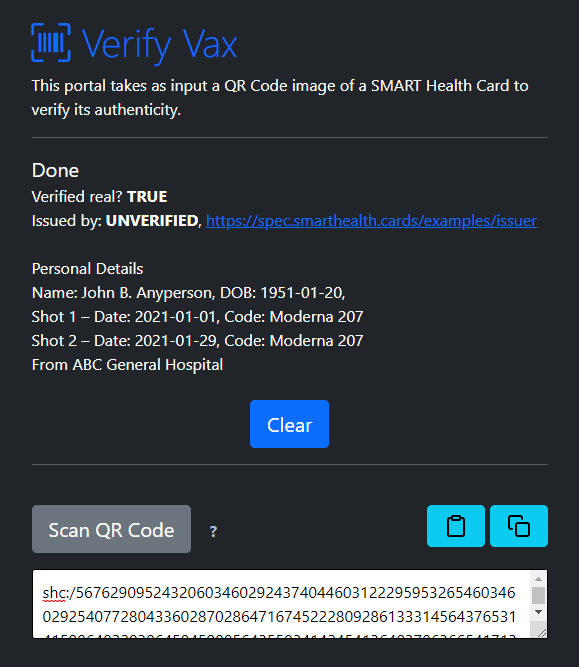 Verify Vax
This portal takes as input a QR Code image of a SMART Health Card to
verify its authenticity.
Done
Verified real? TRUE
Issued by: UNVERIFIED, https://spec.smarthealth.cards/examples/issuer
Personal Details
Name: John B. Anyperson, DOB: 1951-01-20,
Shot 1 – Date: 2021-01-01, Code: Moderna 207
Shot 2 – Date: 2021-01-29, Code: Moderna 207
From ABC General Hospital
Clear
Scan QR Code ?
shc:/5676290952432060346029243740446031222959532654603460
0292540772804336028702864716745222809286133314564376531